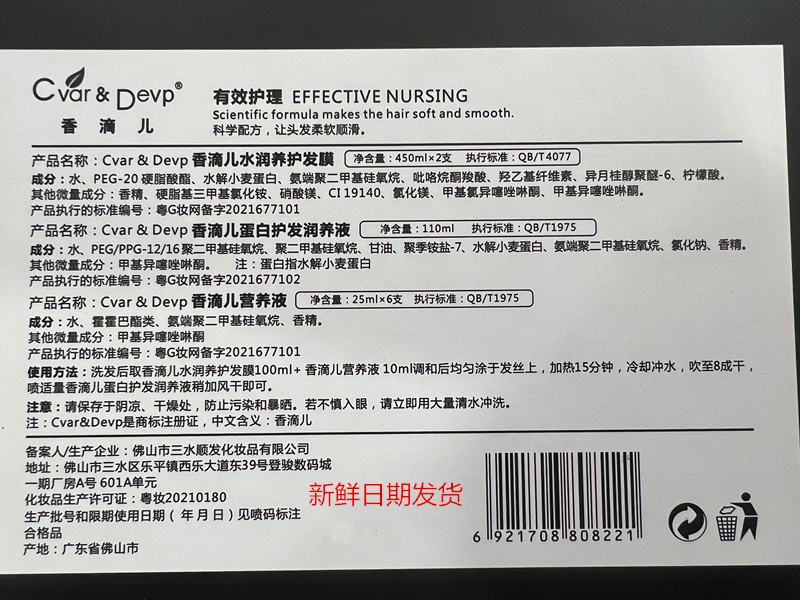 Cvar & Devp®
香滴儿
有效护理 EFFECTIVE NURSING
Scientific formula makes the hair soft and smooth.
科学配方，让头发柔软顺滑。
产品名称：Cvar & Devp 香滴儿水润养护发膜 净含量：450ml×2支 执行标准：QB/T4077
成分：水、PEG-20 硬脂酸酯、水解小麦蛋白、氨端聚二甲基硅氧烷、吡咯烷酮羧酸、羟乙基纤维素、异月桂醇聚醚-6、柠檬酸。
其他微量成分：香精、硬脂基三甲基氯化铵、硝酸镁、CI 19140、氯化镁、甲基氯异噻唑啉酮、甲基异噻唑啉酮。
产品执行的标准编号：粤G妆网备字2021677101
产品名称：Cvar & Devp 香滴儿蛋白护发润养液 净含量：110ml 执行标准：QB/T1975
成分：水、PEG/PPG-12/16 聚二甲基硅氧烷、聚二甲基硅氧烷、甘油、聚季铵盐-7、水解小麦蛋白、氨端聚二甲基硅氧烷、氯化钠、香精。
其他微量成分：甲基异噻唑啉酮。 注：蛋白指水解小麦蛋白
产品执行的标准编号：粤G妆网备字2021677102
产品名称：Cvar & Devp 香滴儿营养液 净含量：25ml×6支 执行标准：QB/T1975
成分：水、霍霍巴酯类、氨端聚二甲基硅氧烷、香精。
其他微量成分：甲基异噻唑啉酮
产品执行的标准编号：粤G妆网备字2021677101
使用方法：洗发后取香滴儿水润养护发膜100ml+ 香滴儿营养液 10ml调和后均匀涂于发丝上，加热15分钟，冷却冲水，吹至8成干，
喷适量香滴儿蛋白护发润养液稍加风干即可。
注意：请保存于阴凉、干燥处，防止污染和暴晒。若不慎入眼，请立即用大量清水冲洗。
注：Cvar&Devp是商标注册证，中文含义：香滴儿
备案人/生产企业：佛山市三水顺发化妆品有限公司
地址：佛山市三水区乐平镇西乐大道东39号登骏数码城
一期厂房A号 601A单元
化妆品生产许可证：粤妆20210180
生产批号和限期使用日期（ 年月日）见喷码标注
合格品
产地：广东省佛山市
新鲜日期发货
6 921708 808221